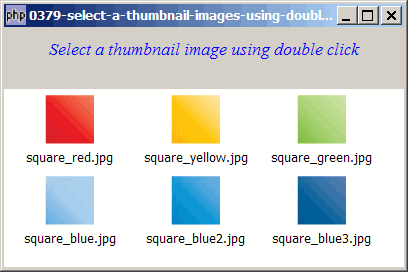 php 0379-select-a-thumbnail-images-using-doubl...
Select a thumbnail image using double click
square_red.jpg square_yellow.jpg square_green.jpg
square_blue.jpg square_blue2.jpg square_blue3.jpg